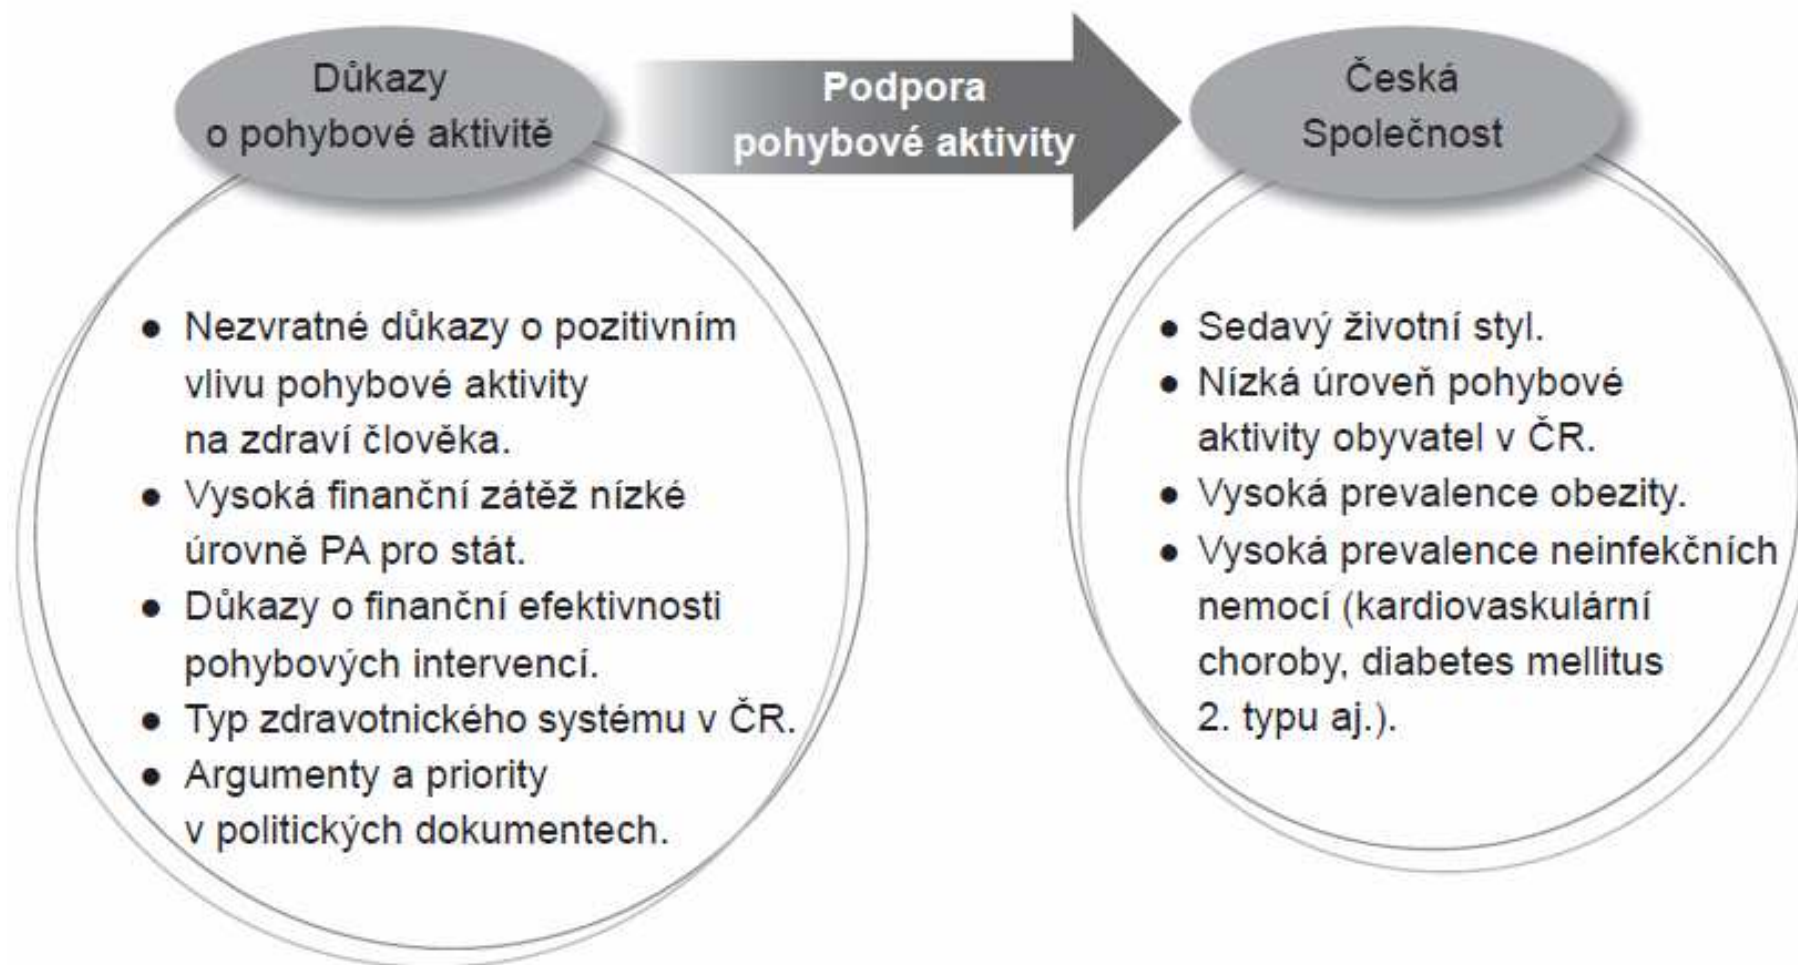 Důkazy
o pohybové aktivitě
Podpora
pohybové aktivity
Česká
Společnost
● Nezvratné důkazy o pozitivním
vlivu pohybové aktivity
na zdraví člověka.
● Vysoká finanční zátěž nízké
úrovně PA pro stát.
● Důkazy o finanční efektivnosti
pohybových intervencí.
● Typ zdravotnického systému v ČR.
● Argumenty a priority
v politických dokumentech.
● Sedavý životní styl.
● Nízká úroveň pohybové
aktivity obyvatel v ČR.
● Vysoká prevalence obezity.
● Vysoká prevalence neinfekčních
nemocí (kardiovaskulární
choroby, diabetes mellitus
2. typu aj.).